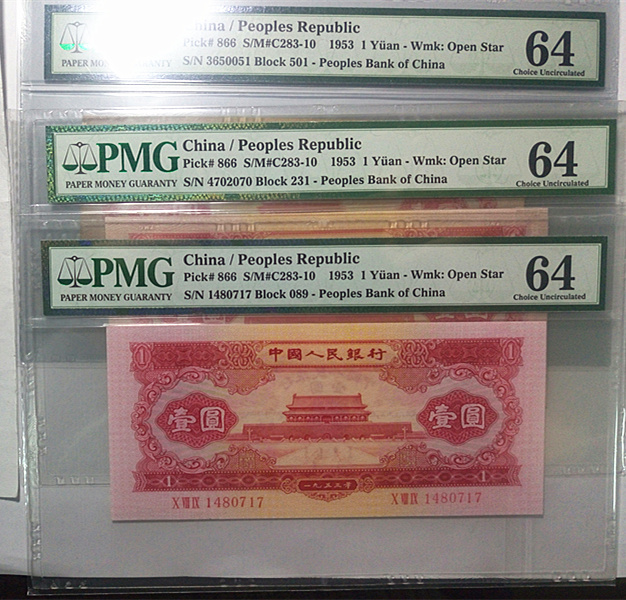 China / Peoples Republic
Pick# 866 S/M#C283-10 1953 1 Yüan - Wmk: Open Star
64
PAPER MONEY GUARANTY
S/N 3650051 Block 501 - Peoples Bank of China
Choice Uncirculated
PMG
China / Peoples Republic
Pick# 866 S/M#C283-10 1953 1 Yüan - Wmk: Open Star
64
PAPER MONEY GUARANTY
S/N 4702070 Block 231 - Peoples Bank of China
Choice Uncirculated
PMG
China / Peoples Republic
Pick# 866 S/M#C283-10 1953 1 Yüan - Wmk: Open Star
64
PAPER MONEY GUARANTY
S/N 1480717 Block 089 - Peoples Bank of China
Choice Uncirculated
1 中國人民銀行 1
壹圓 壹圓
1 一九五三年 1
X VIII IX 1480717 X VIII IX 1480717